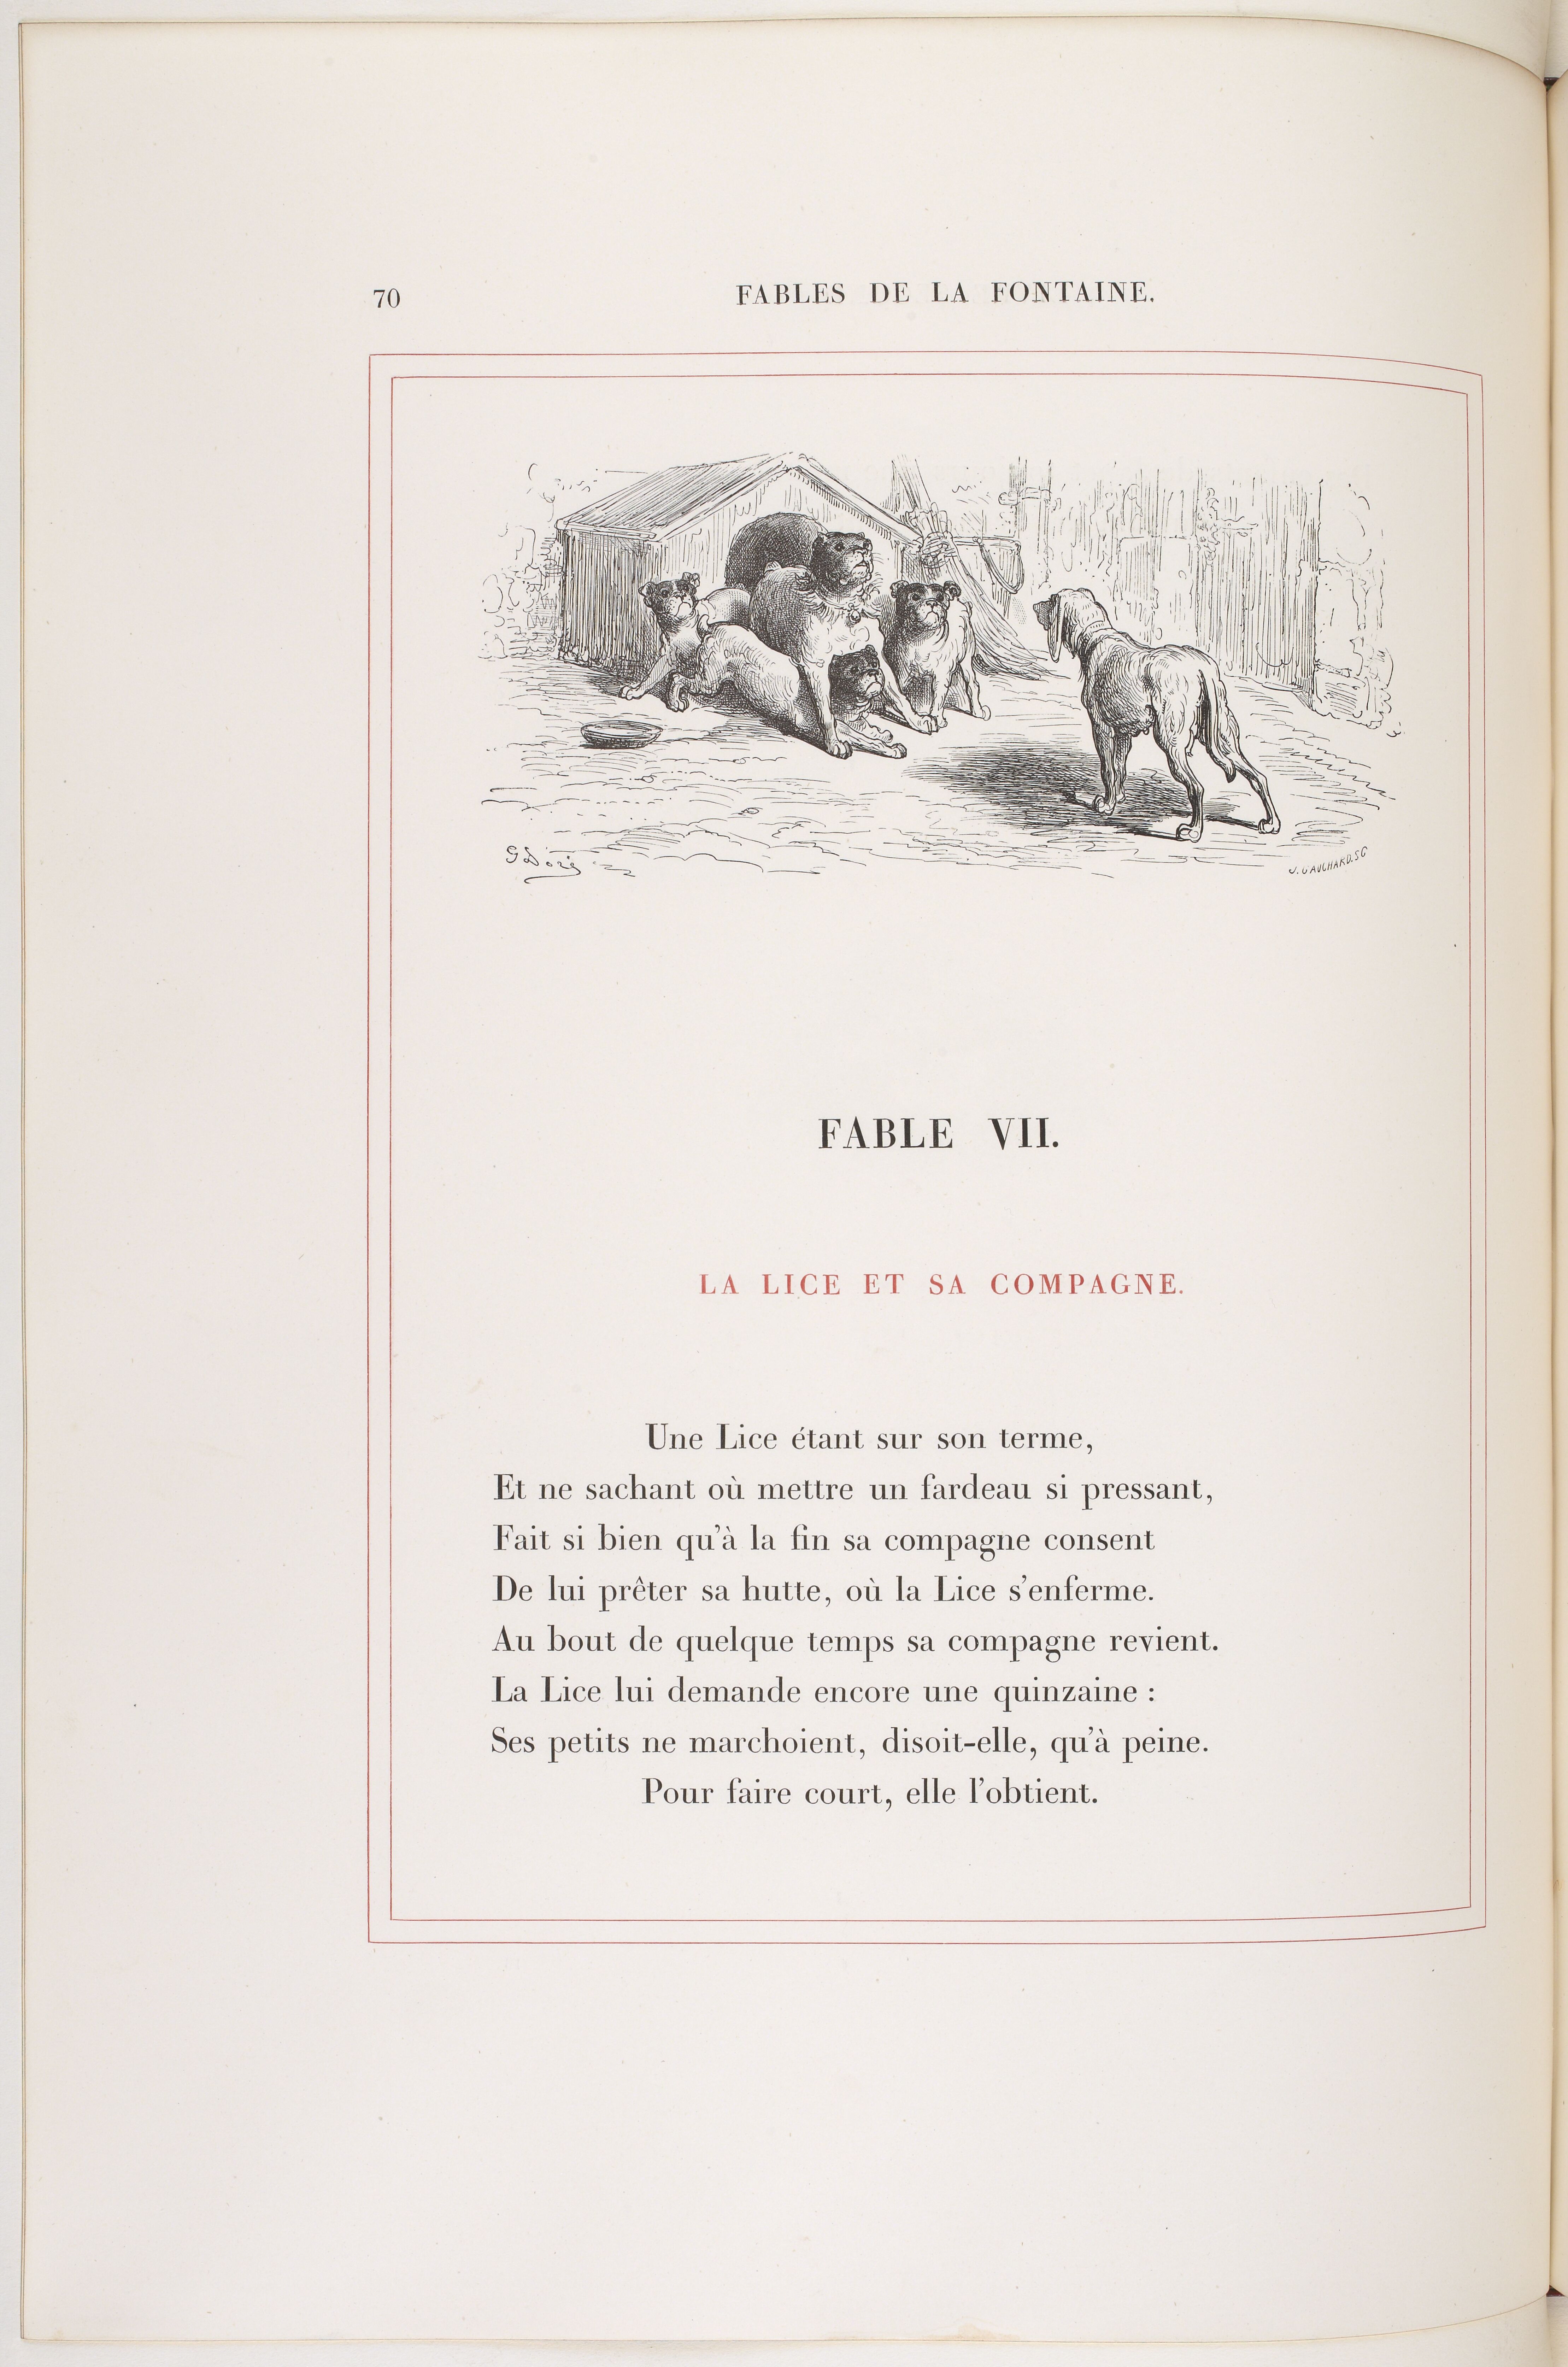 70
FABLES DE LA FONTAINE.
G Doré
J. GAUCHARD. SC
FABLE VII.
LA LICE ET SA COMPAGNE.
Une Lice étant sur son terme,
Et ne sachant où mettre un fardeau si pressant,
Fait si bien qu'à la fin sa compagne consent
De lui prêter sa hutte, où la Lice s'enferme.
Au bout de quelque temps sa compagne revient.
La Lice lui demande encore une quinzaine :
Ses petits ne marchoient, disoit-elle, qu'à peine.
Pour faire court, elle l'obtient.